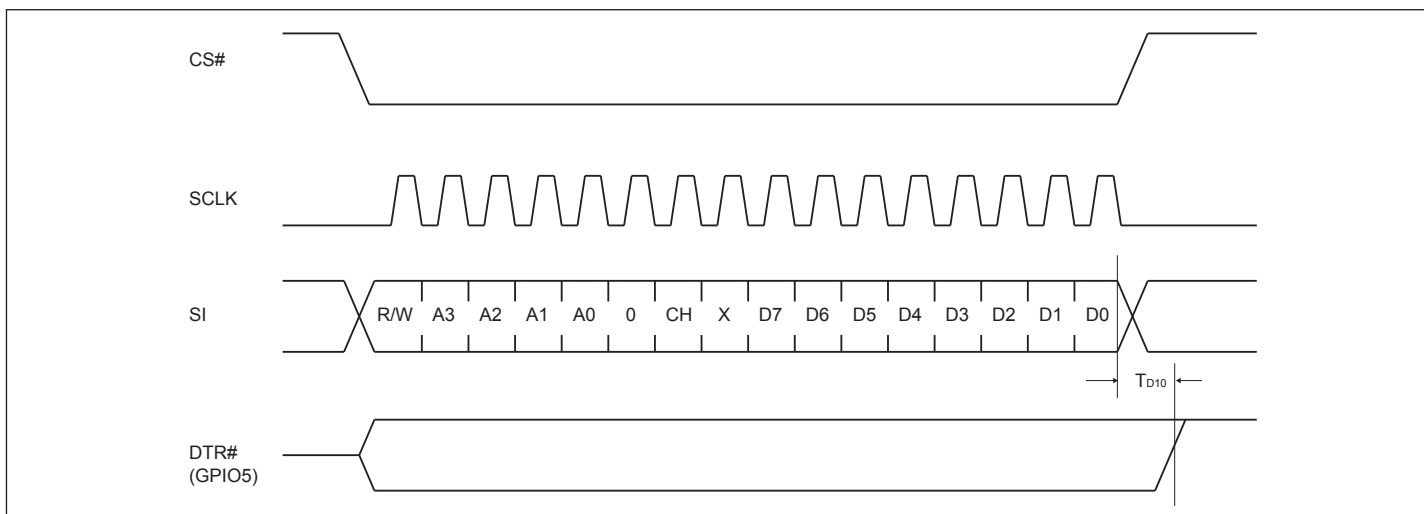 CS#
SCLK
SI R/W A3 A2 A1 A0 0 CH X D7 D6 D5 D4 D3 D2 D1 D0
TD10
DTR#
(GPIO5)